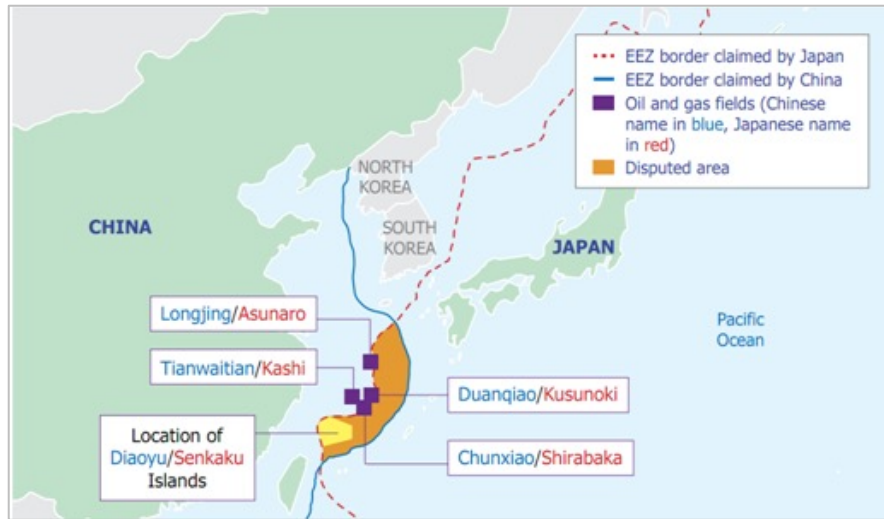 EEZ border claimed by Japan
EEZ border claimed by China
Oil and gas fields (Chinese
name in blue, Japanese name
in red)
Disputed area
NORTH
KOREA
SOUTH
KOREA
CHINA
JAPAN
Pacific
Ocean
Longjing/Asunaro
Tianwaitian/Kashi
Duanqiao/Kusunoki
Location of
Diaoyu/Senkaku
Islands
Chunxiao/Shirabaka